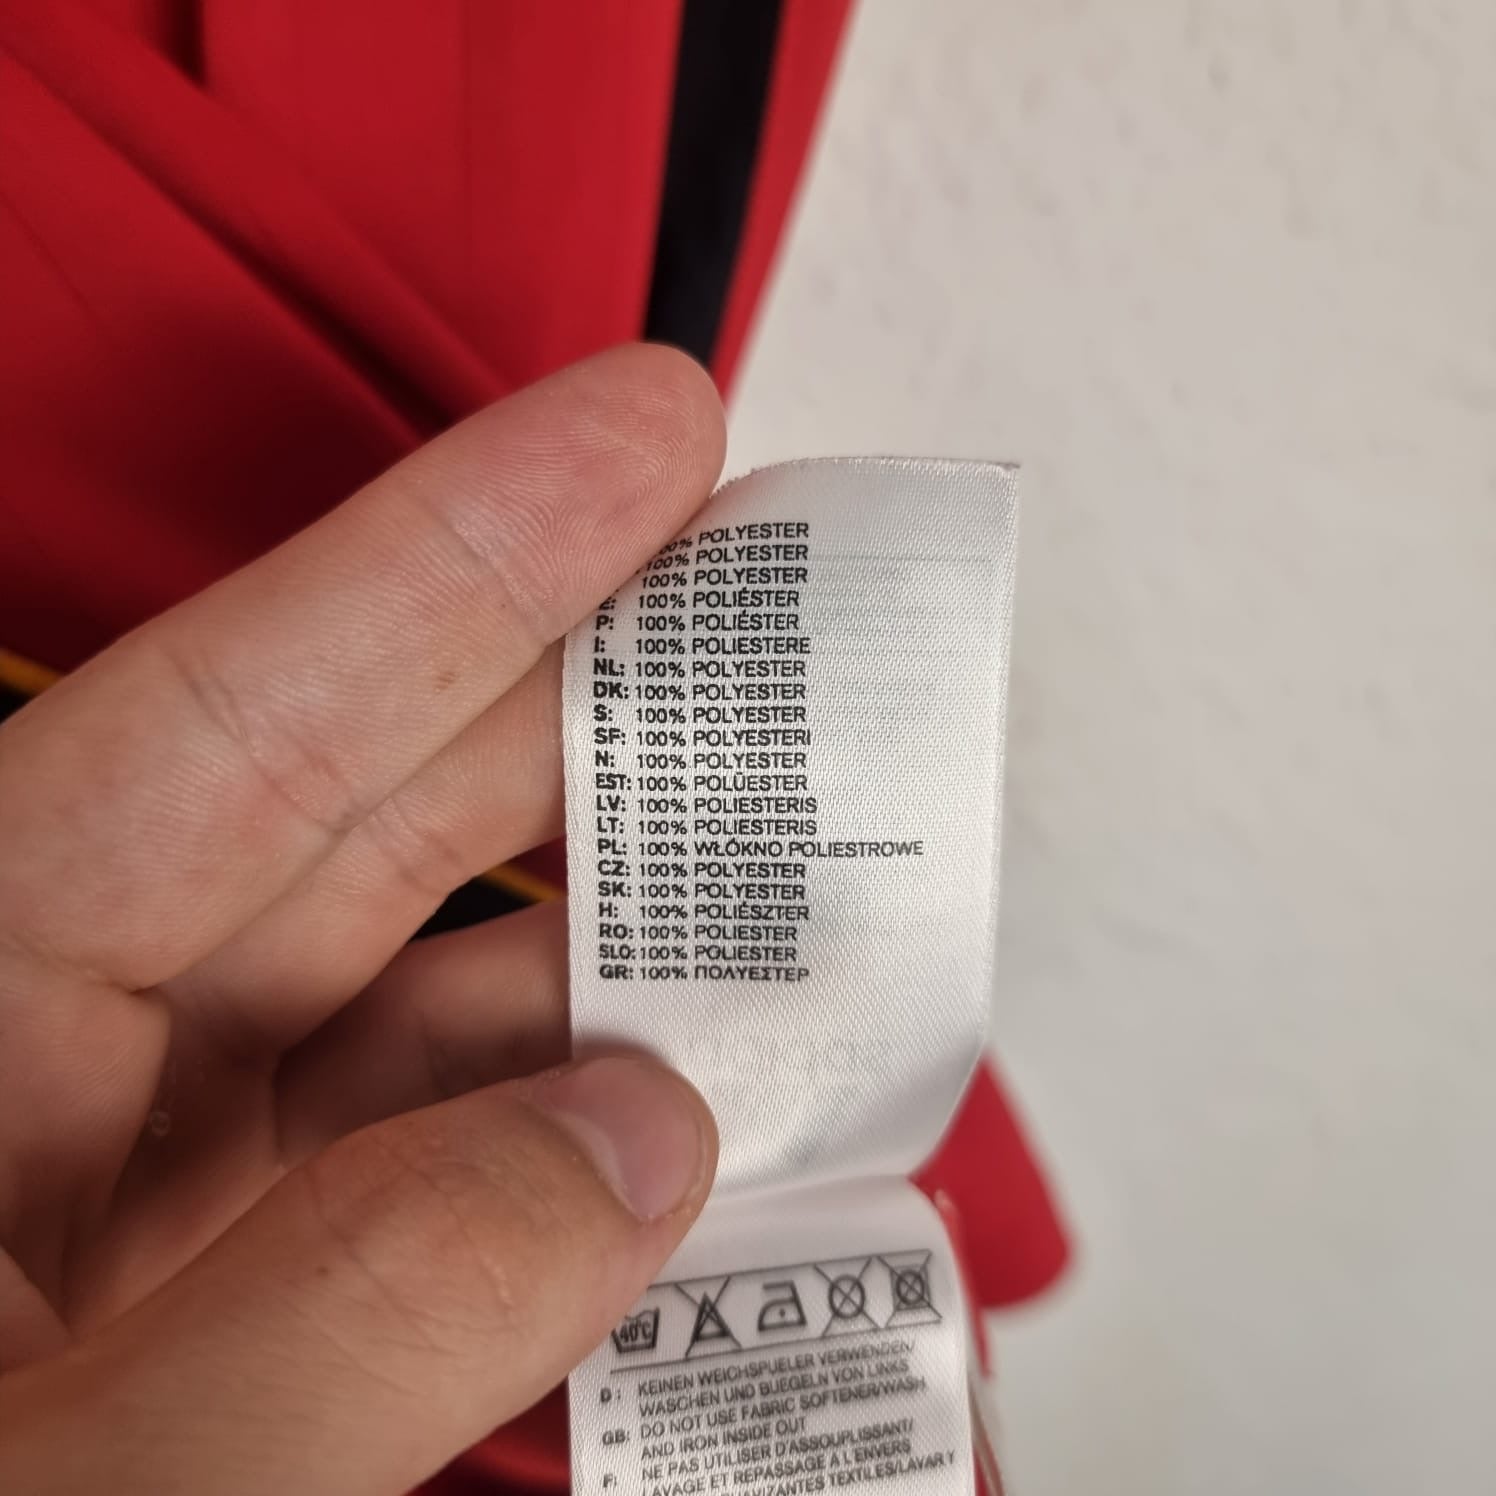 POLYESTER
100% POLYESTER
100% POLYESTER
E: 100% POLIÉSTER
P: 100% POLIÉSTER
I: 100% POLIESTERE
NL: 100% POLYESTER
DK: 100% POLYESTER
S: 100% POLYESTER
SF: 100% POLYESTERI
N: 100% POLYESTER
EST: 100% POLÜESTER
LV: 100% POLIESTERIS
LT: 100% POLIESTERIS
PL: 100% WŁÓKNO POLIESTROWE
CZ: 100% POLYESTER
SK: 100% POLYESTER
H: 100% POLIÉSZTER
RO: 100% POLIESTER
SLO: 100% POLIESTER
GR: 100% ΠΟΛΥΕΣΤΕΡ
40°C
D: KEINEN WEICHSPUELER VERWENDEN/
WASCHEN UND BUEGELN VON LINKS
GB: DO NOT USE FABRIC SOFTENER/WASH
AND IRON INSIDE OUT
F: NE PAS UTILISER D'ASSOUPLISSANT/
LAVAGE ET REPASSAGE A L ENVERS
TEXTILES/LAVAR Y